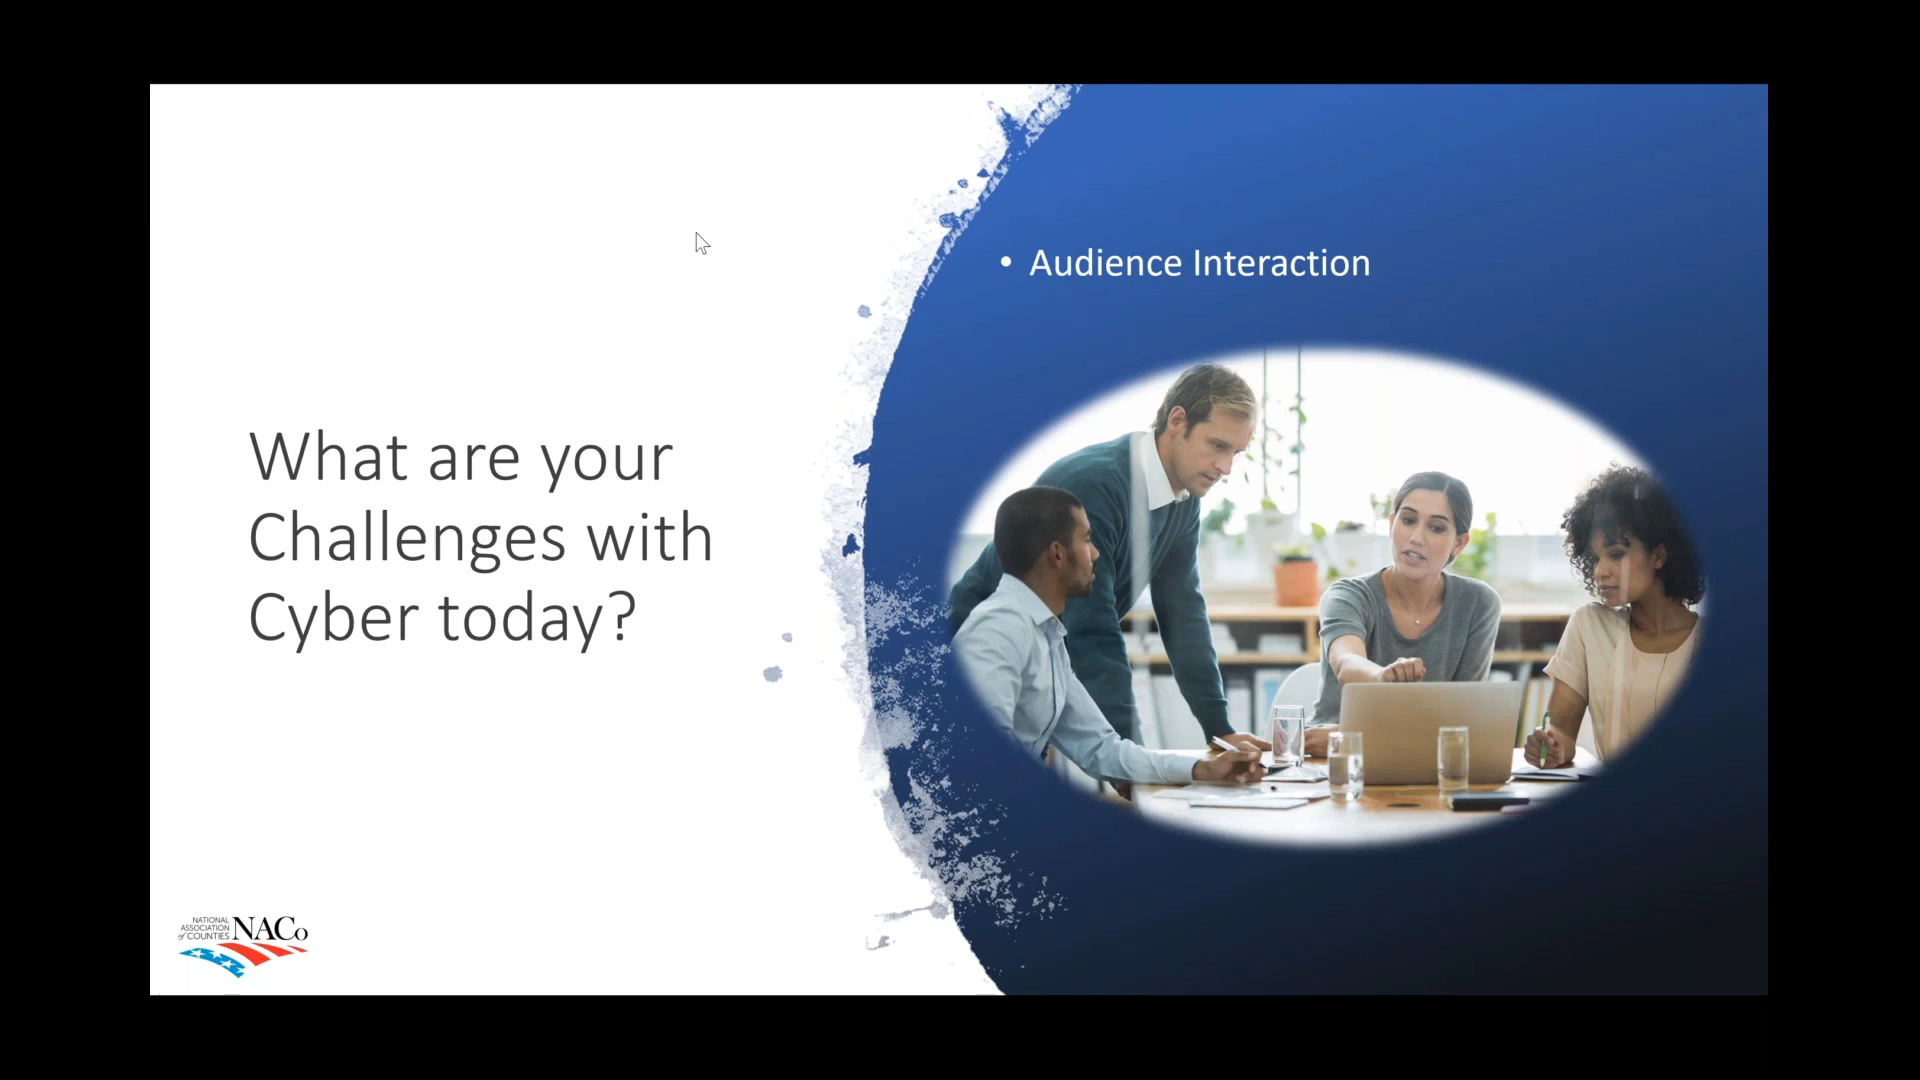 What are your
Challenges with
Cyber today?
• Audience Interaction
NATIONAL
ASSOCIATION
of COUNTIES
NACo